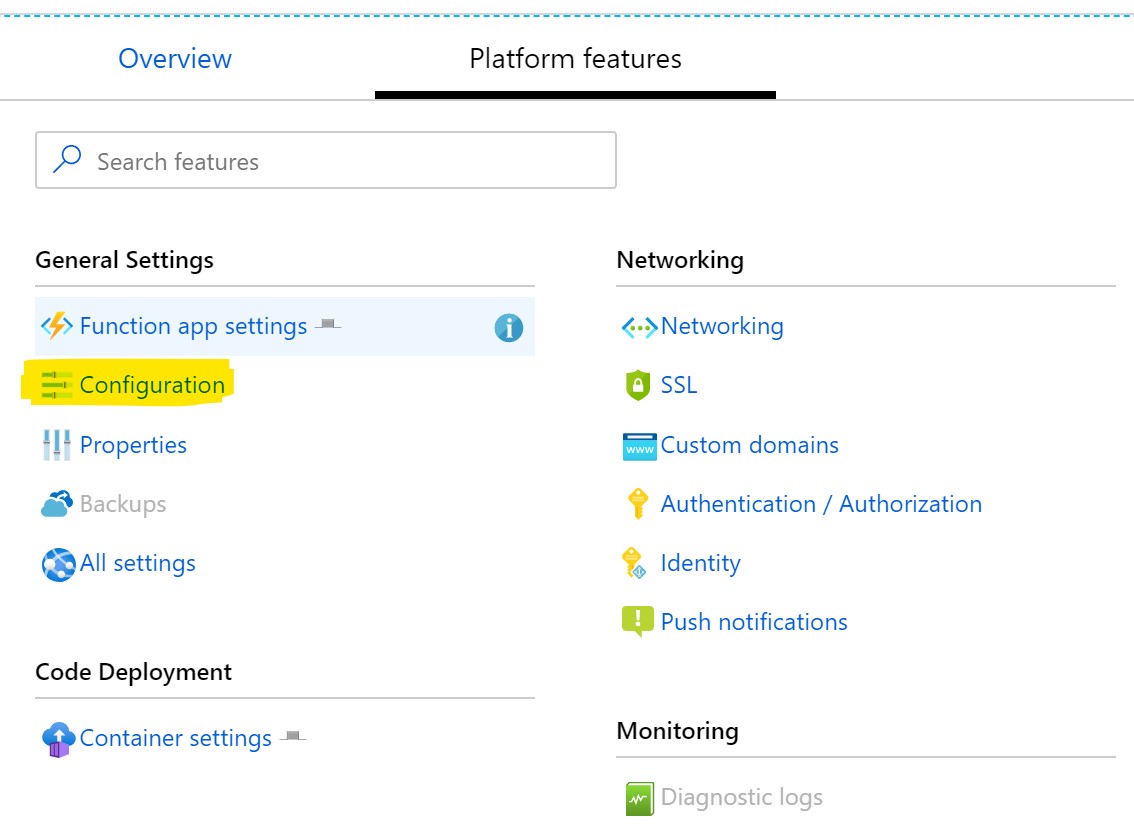 Overview
Platform features
Search features
General Settings
Function app settings
Configuration
Properties
Backups
All settings
Code Deployment
Container settings
Networking
Networking
SSL
www
Custom domains
Authentication / Authorization
Identity
Push notifications
Monitoring
Diagnostic logs